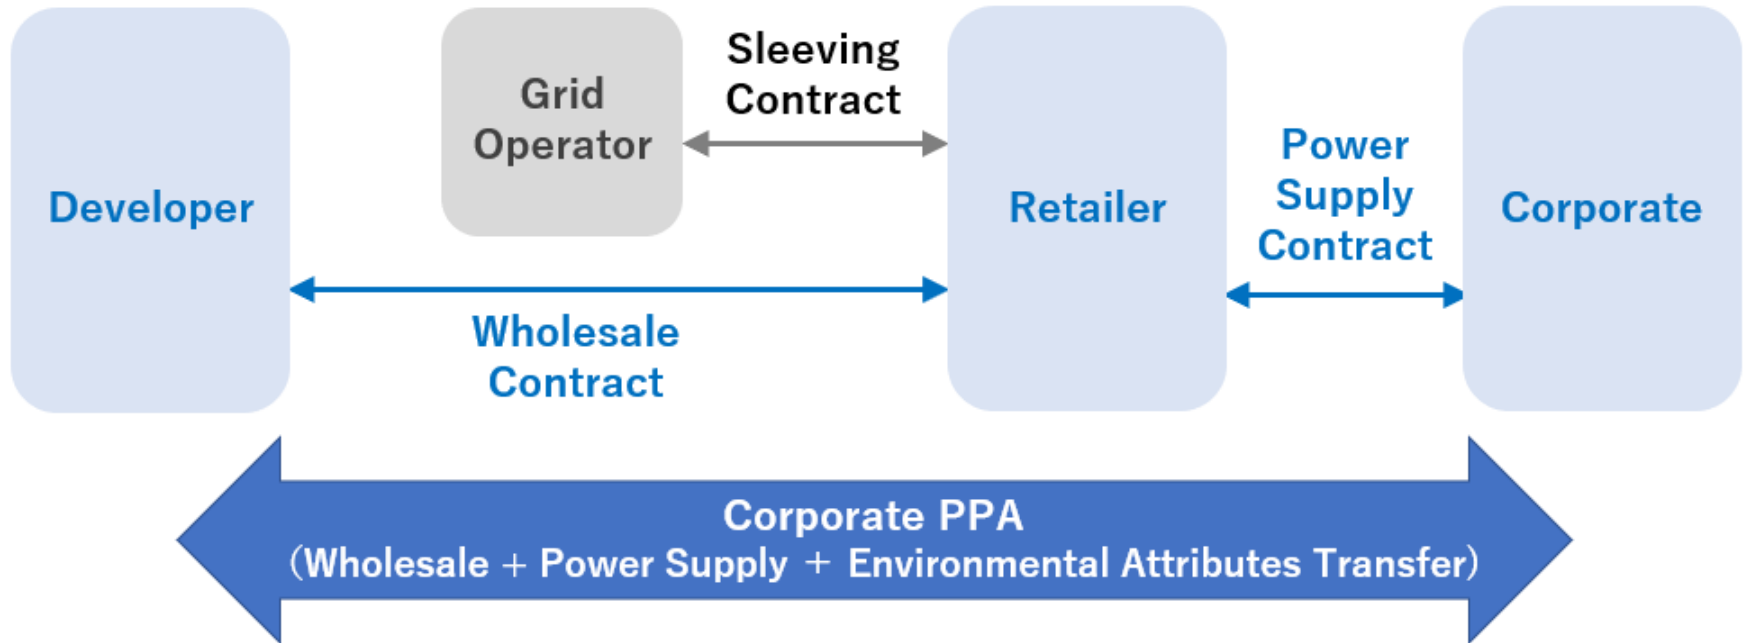 Developer
Grid
Operator
Sleeving
Contract
Wholesale
Contract
Retailer
Power
Supply
Contract
Corporate
Corporate PPA
（Wholesale + Power Supply + Environmental Attributes Transfer）